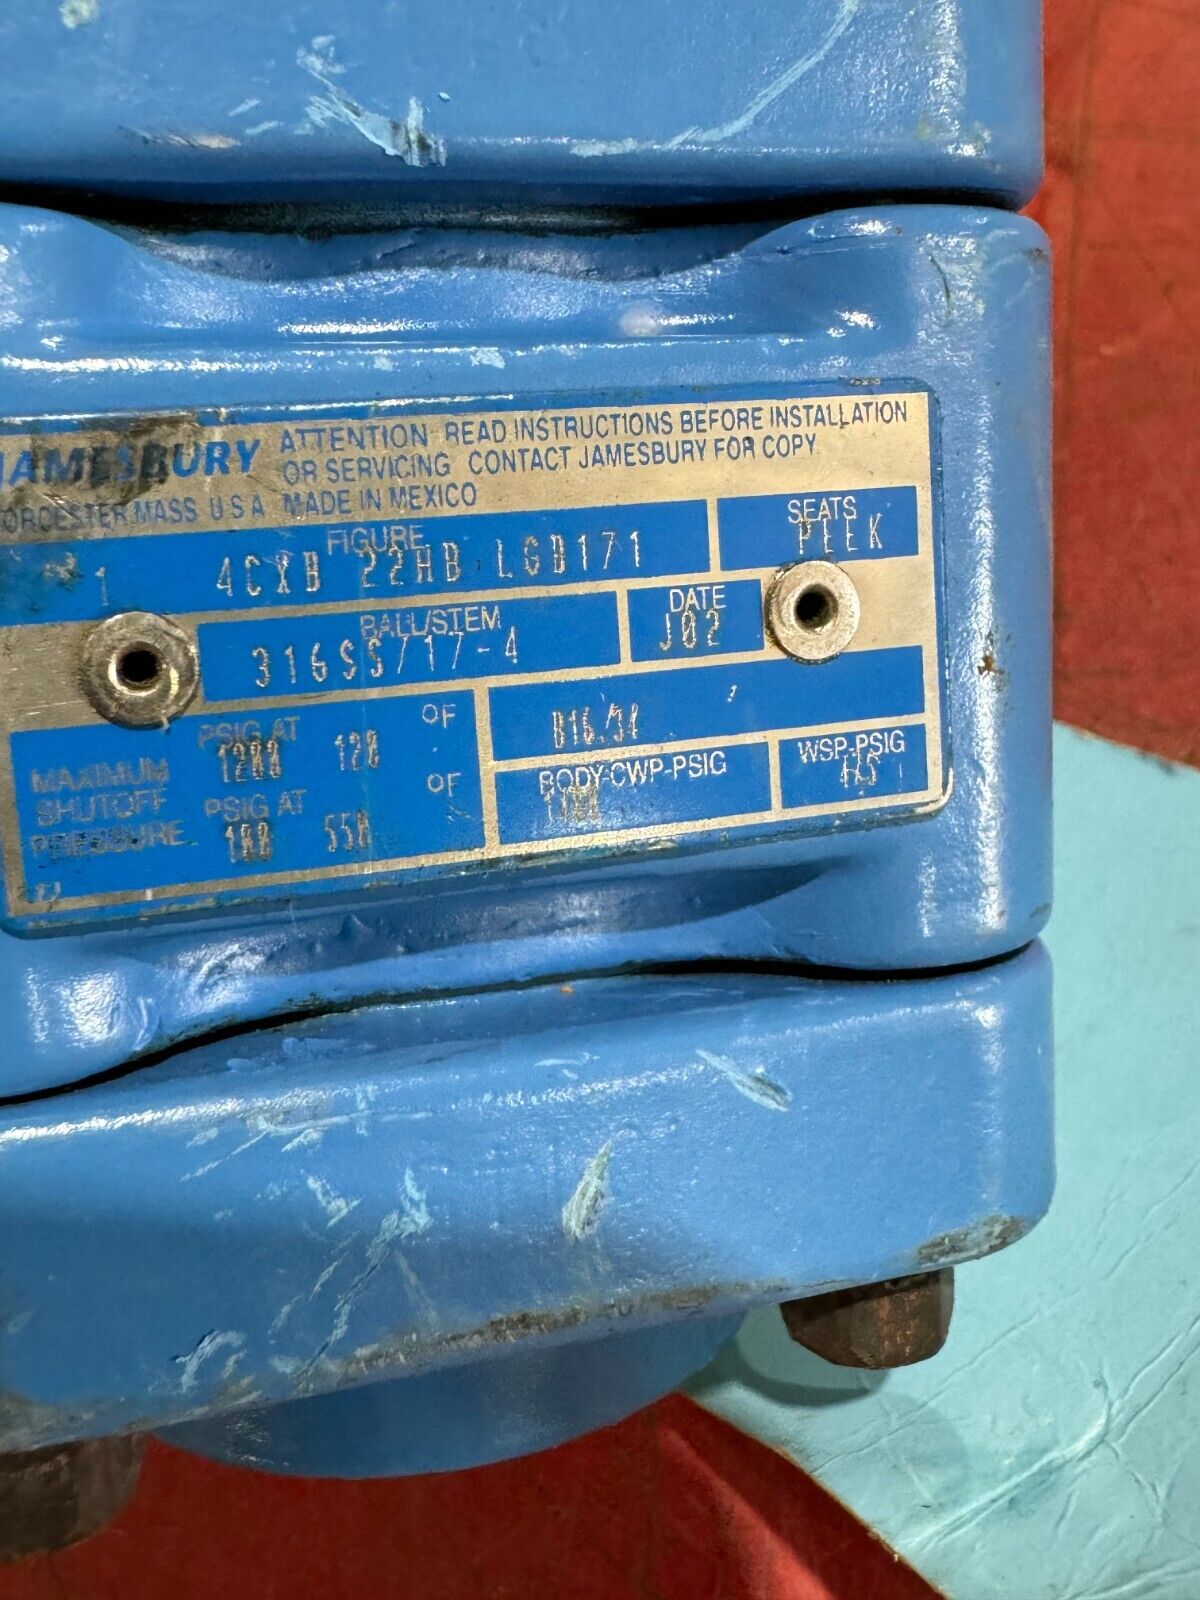 JAMESBURY ATTENTION READ INSTRUCTIONS BEFORE INSTALLATION
OR SERVICING CONTACT JAMESBURY FOR COPY
ORCESTER MASS U S A MADE IN MEXICO
FIGURE
1 4CXB 22HB LGD171
SEATS
PEEK
BALL/STEM
316SS/17-4
DATE
J02
MAXIMUM
SHUTOFF
PRESSURE
PSIG AT °F
1200 120
PSIG AT °F
100 550
B16.34
BODY-CWP-PSIG
WSP-PSIG